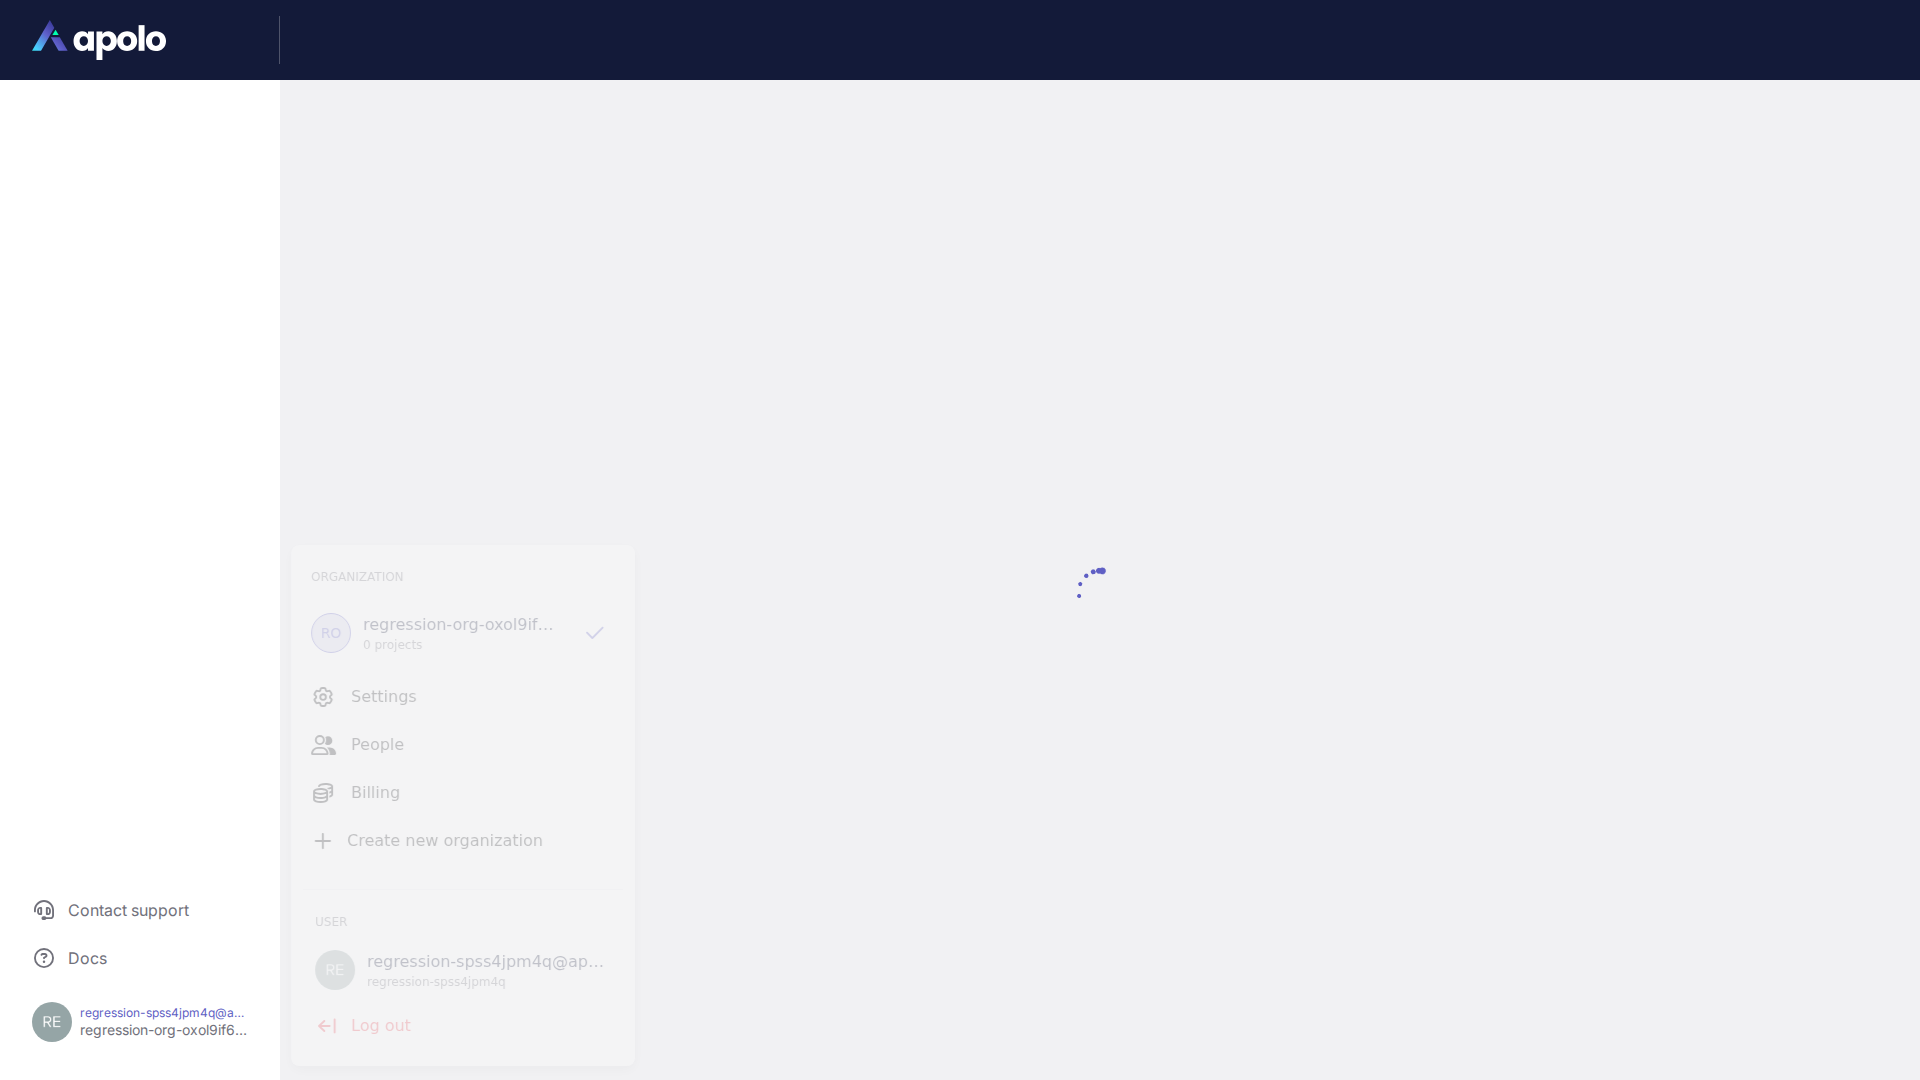 apolo
ORGANIZATION
RO
regression-org-oxol9if...
0 projects
Settings
People
Billing
Create new organization
USER
RE
regression-spss4jpm4q@ap...
regression-spss4jpm4q
Log out
Contact support
Docs
RE
regression-spss4jpm4q@a...
regression-org-oxol9if6...